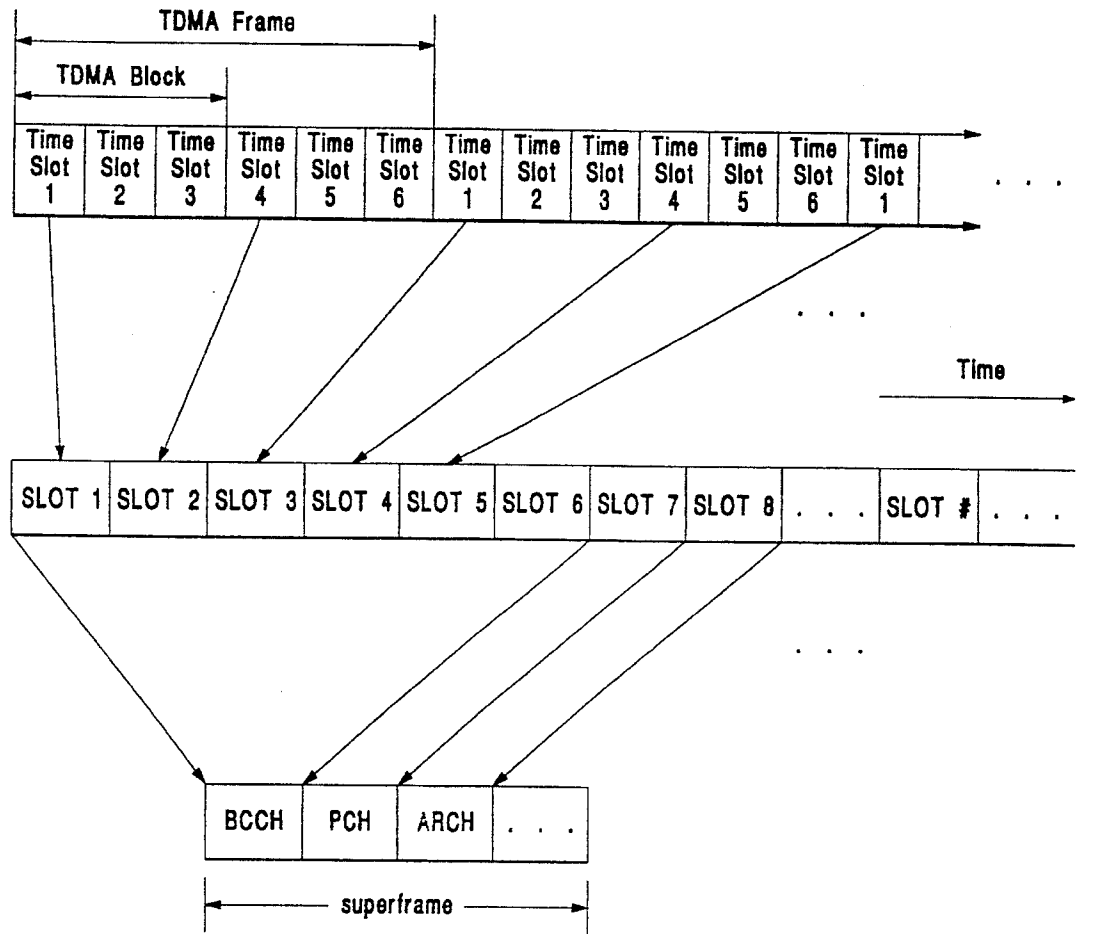 TDMA Frame
TDMA Block
Time Slot 1 Time Slot 2 Time Slot 3 Time Slot 4 Time Slot 5 Time Slot 6 Time Slot 1 Time Slot 2 Time Slot 3 Time Slot 4 Time Slot 5 Time Slot 6 Time Slot 1 . . .
. . .
Time
SLOT 1 SLOT 2 SLOT 3 SLOT 4 SLOT 5 SLOT 6 SLOT 7 SLOT 8 . . . SLOT # . . .
. . .
BCCH PCH ARCH . . .
superframe